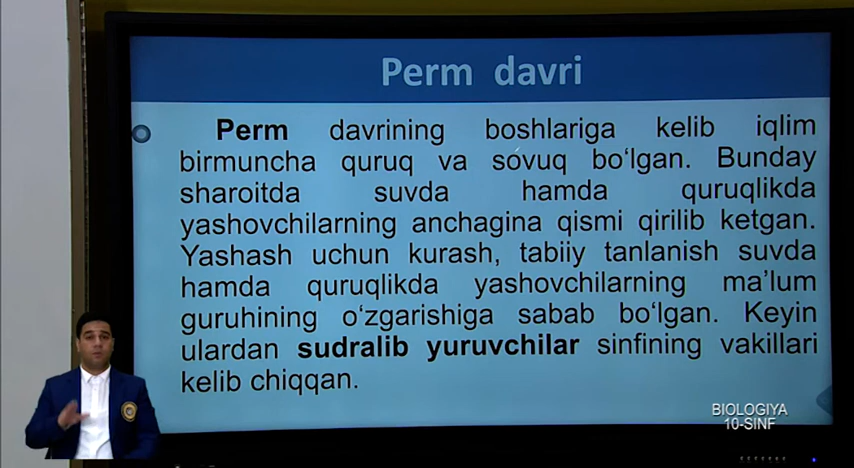 Perm davri
Perm davrining boshlariga kelib iqlim
birmuncha quruq va sovuq bo‘lgan. Bunday
sharoitda suvda hamda quruqlikda
yashovchilarning anchagina qismi qirilib ketgan.
Yashash uchun kurash, tabiiy tanlanish suvda
hamda quruqlikda yashovchilarning ma’lum
guruhining o‘zgarishiga sabab bo‘lgan. Keyin
ulardan sudralib yuruvchilar sinfining vakillari
kelib chiqqan.
BIOLOGIYA
10-SINF